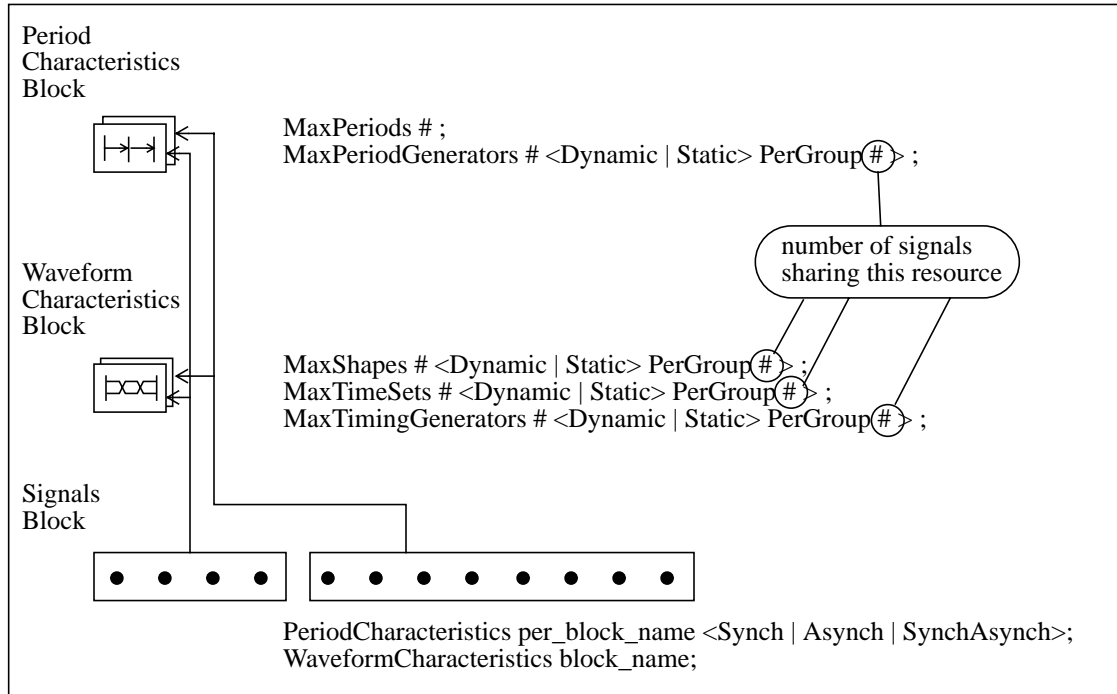 Period
Characteristics
Block
MaxPeriods # ;
MaxPeriodGenerators # <Dynamic | Static> PerGroup # > ;
number of signals
sharing this resource
Waveform
Characteristics
Block
MaxShapes # <Dynamic | Static> PerGroup # > ;
MaxTimeSets # <Dynamic | Static> PerGroup # > ;
MaxTimingGenerators # <Dynamic | Static> PerGroup # > ;
Signals
Block
PeriodCharacteristics per_block_name <Synch | Asynch | SynchAsynch>;
WaveformCharacteristics block_name;